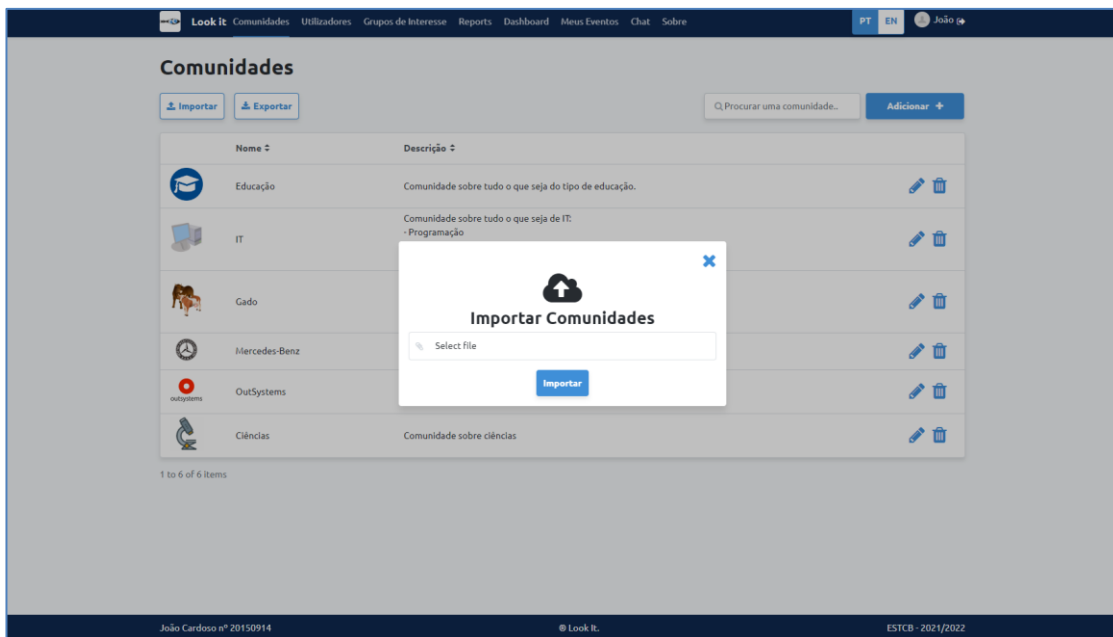 Look it Comunidades Utilizadores Grupos de Interesse Reports Dashboard Meus Eventos Chat Sobre PT EN João
Comunidades
Importar Exportar Procurar uma comunidade.. Adicionar +
Nome Descrição
Educação Comunidade sobre tudo o que seja do tipo de educação.
Comunidade sobre tudo o que seja de IT:
- Programação
IT
Importar Comunidades
Gado
Select file
Mercedes-Benz
Importar
outsystems OutSystems
Ciências Comunidade sobre ciências
1 to 6 of 6 items
João Cardoso nº 20150914 © Look It. ESTCB - 2021/2022